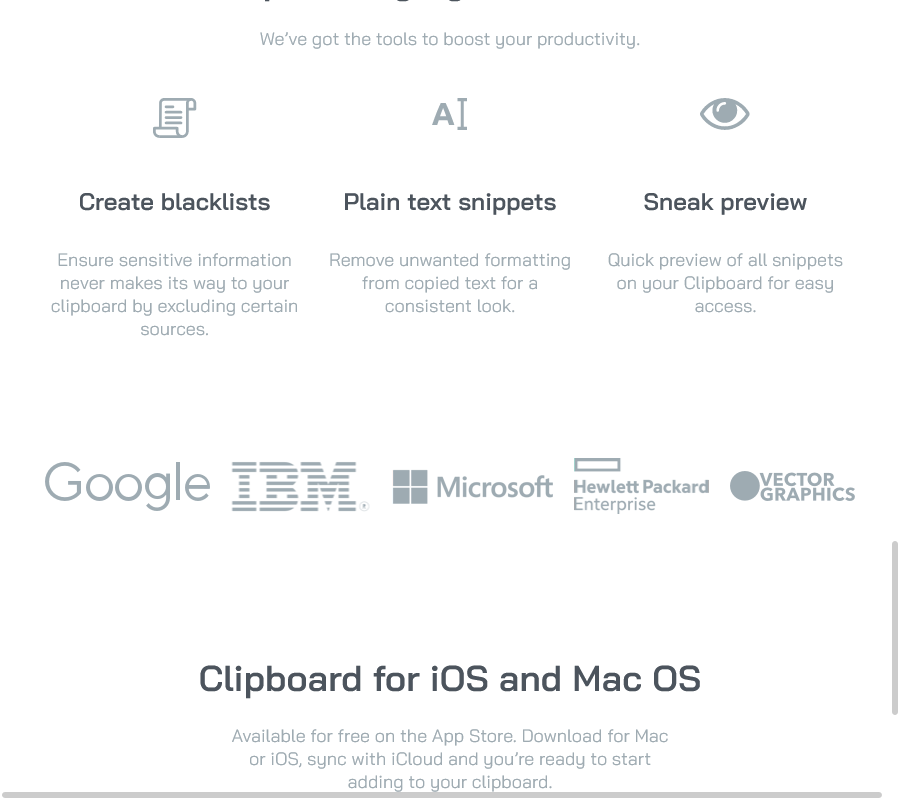 We've got the tools to boost your productivity.
A
Create blacklists
Ensure sensitive information
never makes its way to your
clipboard by excluding certain
sources.
Plain text snippets
Remove unwanted formatting
from copied text for a
consistent look.
Sneak preview
Quick preview of all snippets
on your Clipboard for easy
access.
Google
IBM®
Microsoft
Hewlett Packard
Enterprise
VECTOR
GRAPHICS
Clipboard for iOS and Mac OS
Available for free on the App Store. Download for Mac
or iOS, sync with iCloud and you're ready to start
adding to your clipboard.